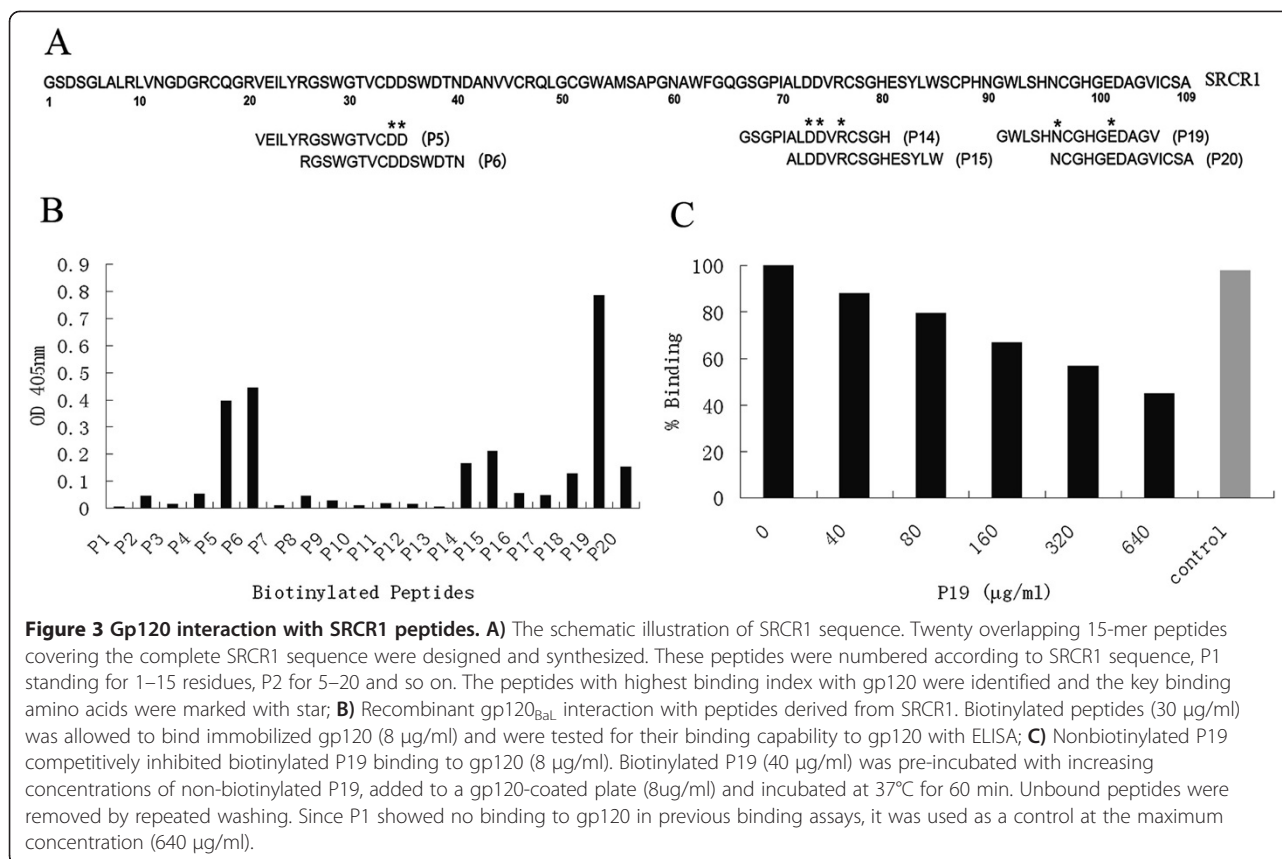 A
GSDSGLALRLVNGDGRCQGRVEILYRGSWGTVCDDSWDTNDANVVCRQLGCGWAMSAPGNAWFGQGSGPIALDDVRCSGHESYLWSCPHNGWLSHNCGHGEDAGVICSA SRCR1
1 10 20 30 40 50 60 70 80 90 100 109
** ** * * *
VEILYRGSWGTVCDD (P5) GSGPIALDDVRCSGH (P14) GWLSHNCGHGEDAGV (P19)
RGSWGTVCDDSWDTN (P6) ALDDVRCSGHESYLW (P15) NCGHGEDAGVICSA (P20)
B
OD 405nm
0.9
0.8
0.7
0.6
0.5
0.4
0.3
0.2
0.1
0
P1 P2 P3 P4 P5 P6 P7 P8 P9 P10 P11 P12 P13 P14 P15 P16 P17 P18 P19 P20
Biotinylated Peptides
C
% Binding
100
80
60
40
20
0
0 40 80 160 320 640 control
P19 (μg/ml)
Figure 3 Gp120 interaction with SRCR1 peptides. A) The schematic illustration of SRCR1 sequence. Twenty overlapping 15-mer peptides
covering the complete SRCR1 sequence were designed and synthesized. These peptides were numbered according to SRCR1 sequence, P1
standing for 1–15 residues, P2 for 5–20 and so on. The peptides with highest binding index with gp120 were identified and the key binding
amino acids were marked with star; B) Recombinant gp120BaL interaction with peptides derived from SRCR1. Biotinylated peptides (30 μg/ml)
was allowed to bind immobilized gp120 (8 μg/ml) and were tested for their binding capability to gp120 with ELISA; C) Nonbiotinylated P19
competitively inhibited biotinylated P19 binding to gp120 (8 μg/ml). Biotinylated P19 (40 μg/ml) was pre-incubated with increasing
concentrations of non-biotinylated P19, added to a gp120-coated plate (8ug/ml) and incubated at 37°C for 60 min. Unbound peptides were
removed by repeated washing. Since P1 showed no binding to gp120 in previous binding assays, it was used as a control at the maximum
concentration (640 μg/ml).